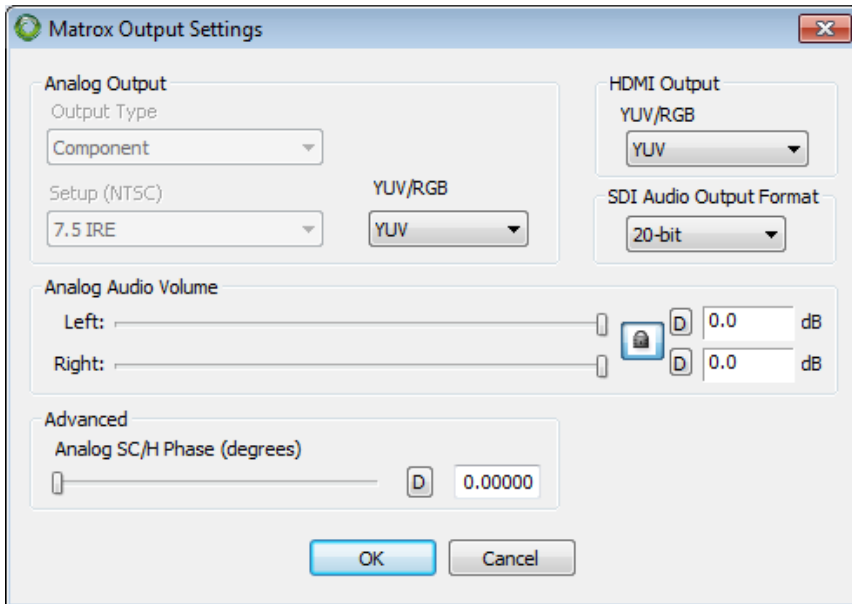 Matrox Output Settings
Analog Output
Output Type
Component
Setup (NTSC)
7.5 IRE
YUV/RGB
YUV
HDMI Output
YUV/RGB
YUV
SDI Audio Output Format
20-bit
Analog Audio Volume
Left:
D
0.0
dB
Right:
D
0.0
dB
Advanced
Analog SC/H Phase (degrees)
D
0.00000
OK
Cancel